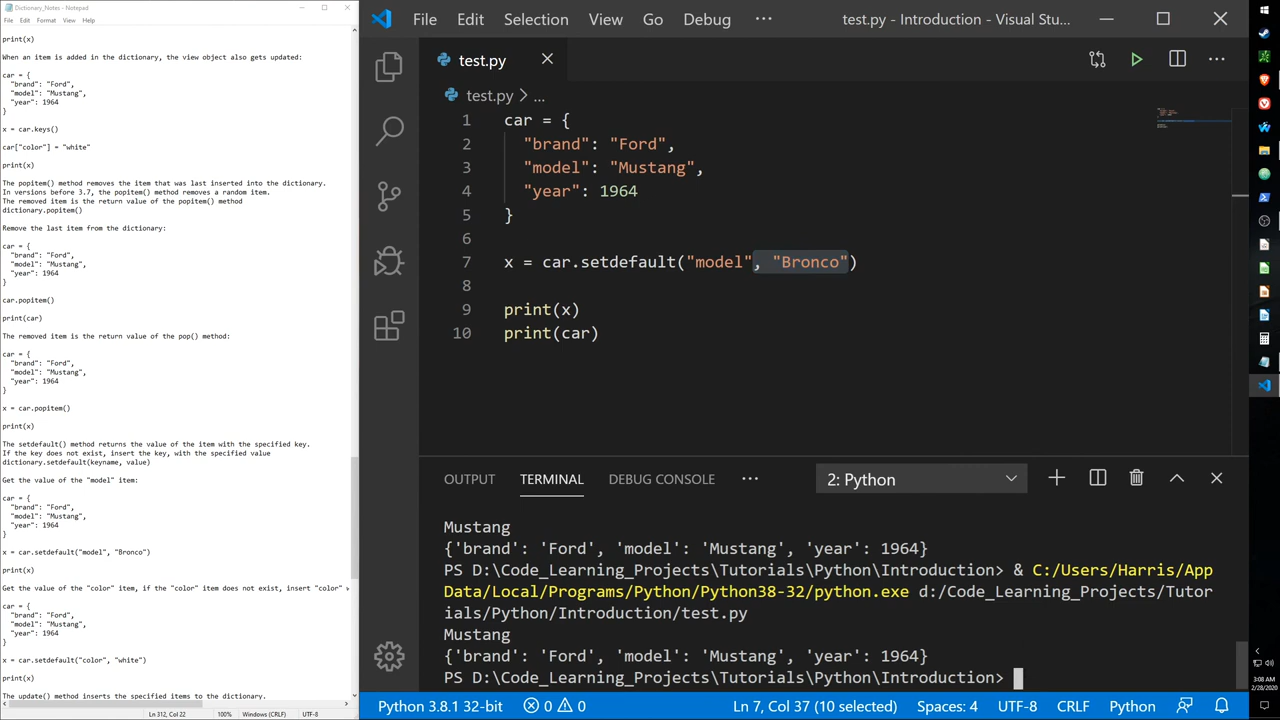 Dictionary_Notes - Notepad
File Edit Format View Help
print(x)
When an item is added in the dictionary, the view object also gets updated:
car = {
"brand": "Ford",
"model": "Mustang",
"year": 1964
}
x = car.keys()
car["color"] = "white"
print(x)
The popitem() method removes the item that was last inserted into the dictionary.
In versions before 3.7, the popitem() method removes a random item.
The removed item is the return value of the popitem() method
dictionary.popitem()
Remove the last item from the dictionary:
car = {
"brand": "Ford",
"model": "Mustang",
"year": 1964
}
car.popitem()
print(car)
The removed item is the return value of the pop() method:
car = {
"brand": "Ford",
"model": "Mustang",
"year": 1964
}
x = car.popitem()
print(x)
The setdefault() method returns the value of the item with the specified key.
If the key does not exist, insert the key, with the specified value
dictionary.setdefault(keyname, value)
Get the value of the "model" item:
car = {
"brand": "Ford",
"model": "Mustang",
"year": 1964
}
x = car.setdefault("model", "Bronco")
print(x)
Get the value of the "color" item, if the "color" item does not exist, insert "color"
car = {
"brand": "Ford",
"model": "Mustang",
"year": 1964
}
x = car.setdefault("color", "white")
print(x)
The update() method inserts the specified items to the dictionary.
Ln 312, Col 22 100% Windows (CRLF) UTF-8
File Edit Selection View Go Debug ··· test.py - Introduction - Visual Stu...
test.py
test.py > ...
1 car = {
2 "brand": "Ford",
3 "model": "Mustang",
4 "year": 1964
5 }
6
7 x = car.setdefault("model", "Bronco")
8
9 print(x)
10 print(car)
OUTPUT TERMINAL DEBUG CONSOLE ··· 2: Python
Mustang
{'brand': 'Ford', 'model': 'Mustang', 'year': 1964}
PS D:\Code_Learning_Projects\Tutorials\Python\Introduction> & C:/Users/Harris/App
Data/Local/Programs/Python/Python38-32/python.exe d:/Code_Learning_Projects/Tutor
ials/Python/Introduction/test.py
Mustang
{'brand': 'Ford', 'model': 'Mustang', 'year': 1964}
PS D:\Code_Learning_Projects\Tutorials\Python\Introduction>
Python 3.8.1 32-bit 0 0 Ln 7, Col 37 (10 selected) Spaces: 4 UTF-8 CRLF Python
3:08 AM
2/28/2020